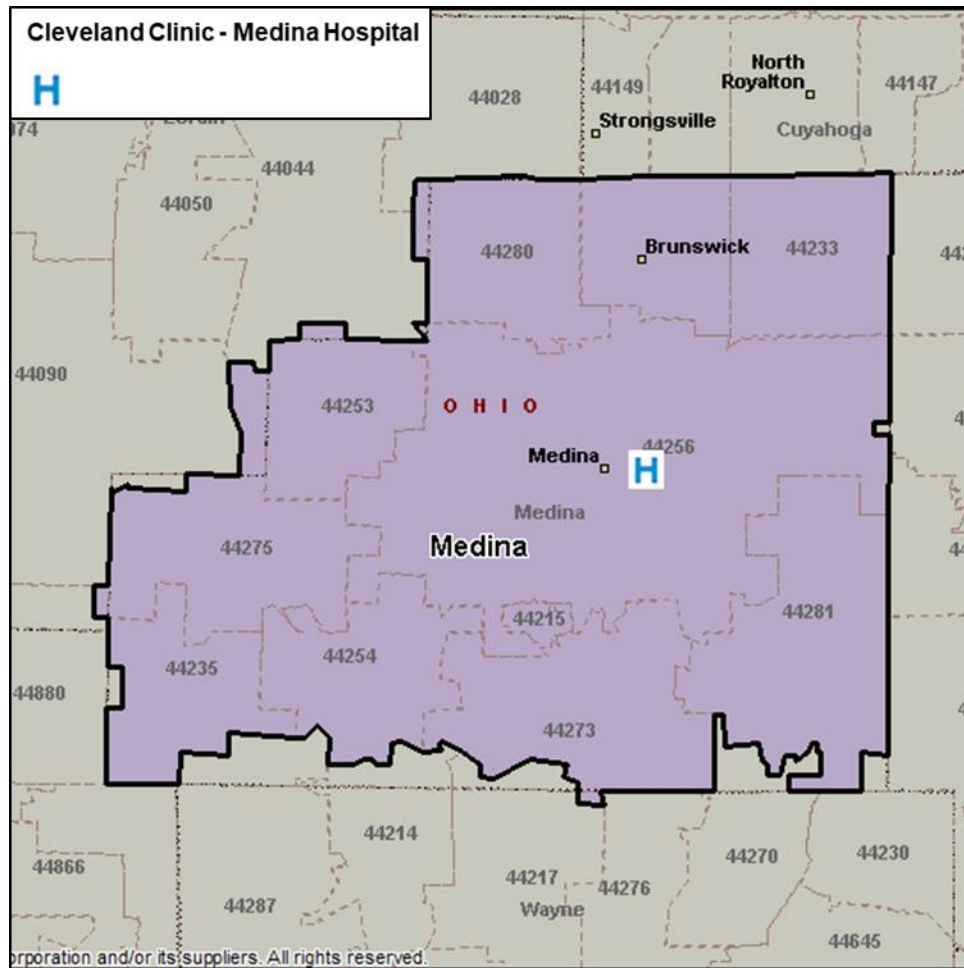 Cleveland Clinic - Medina Hospital
H
44028
44149
North
Royalton
44147
074
Strongsville
Cuyahoga
44044
44050
44280
Brunswick
44233
44090
44253
OHIO
44256
Medina
H
Medina
Medina
44275
44215
44281
44235
44254
44880
44273
44214
44270
44230
44866
44217
44276
44287
Wayne
44645
orporation and/or its suppliers. All rights reserved.